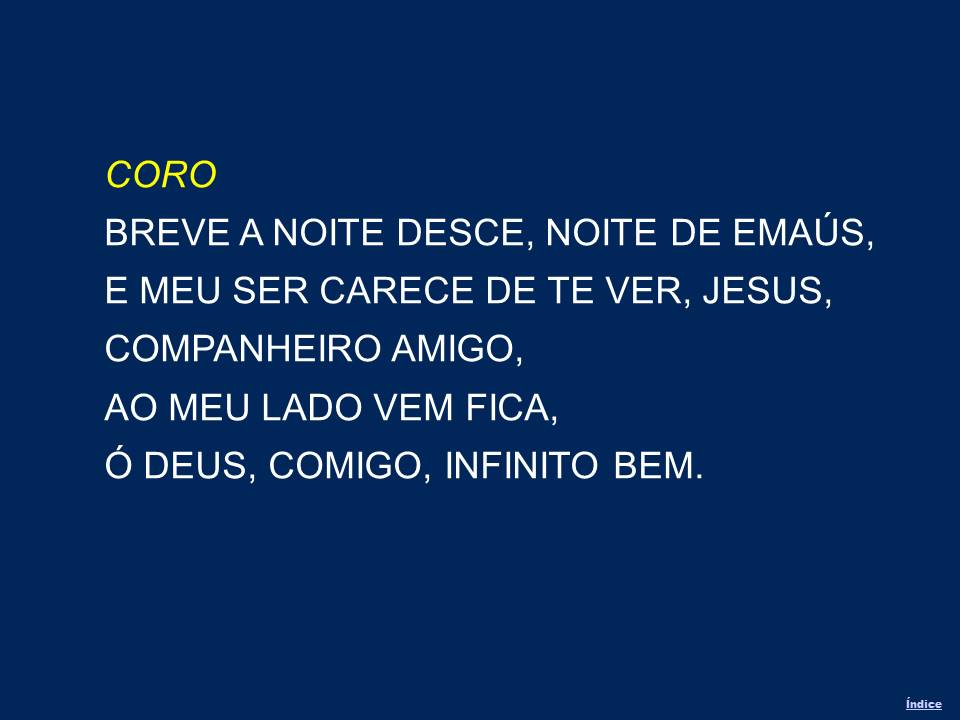 CORO
BREVE A NOITE DESCE, NOITE DE EMAÚS,
E MEU SER CARECE DE TE VER, JESUS,
COMPANHEIRO AMIGO,
AO MEU LADO VEM FICA,
Ó DEUS, COMIGO, INFINITO BEM.
Índice